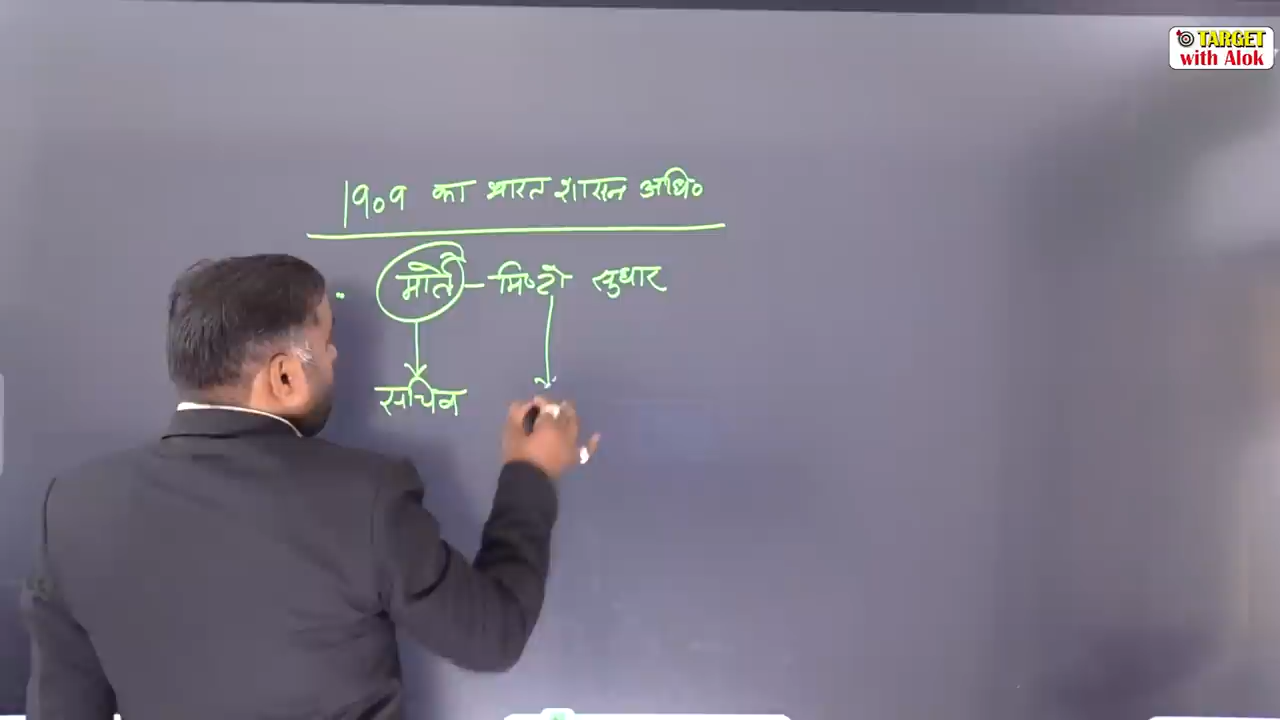 TARGET
with Alok
1909 का भारत शासन अधि०
मोर्ले - मिण्टो सुधार
सचिव